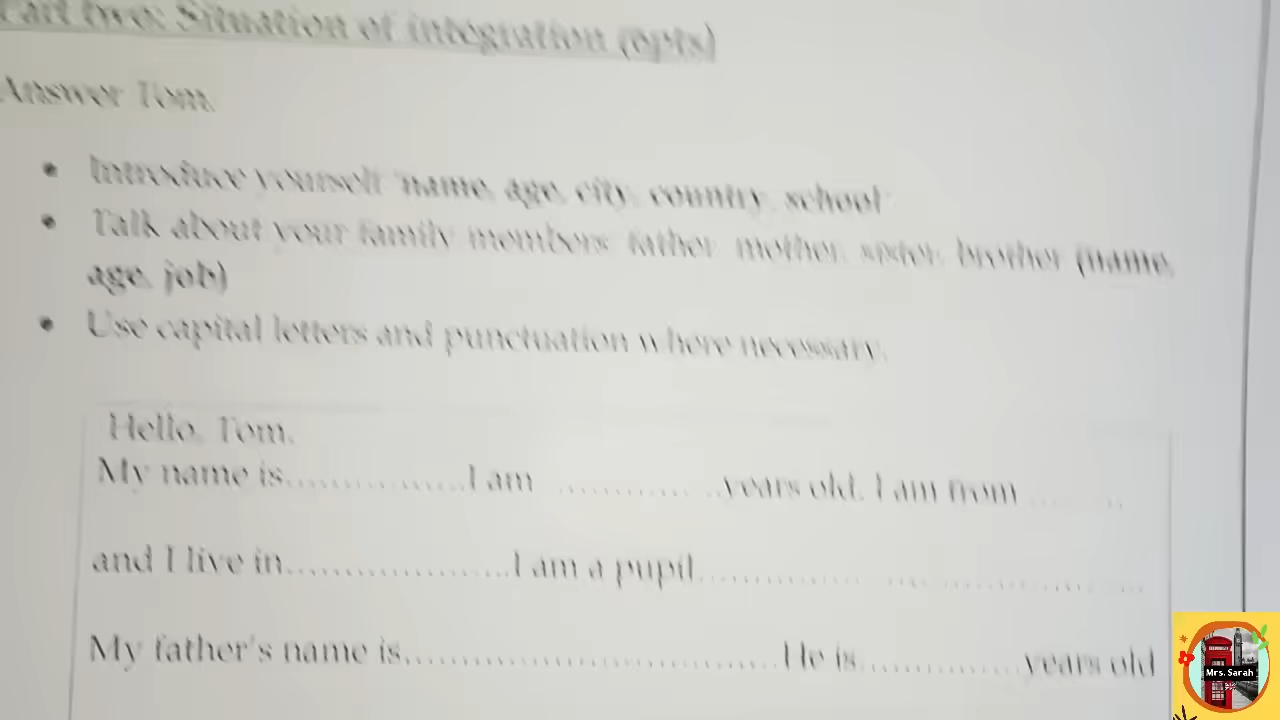 Part two: Situation of integration (6pts)
Answer Tom.
• Introduce yourself "name, age, city, country, school"
• Talk about your family members: father, mother, sister, brother (name,
age, job)
• Use capital letters and punctuation where necessary.
Hello, Tom.
My name is................I am ..............years old. I am from ..........
and I live in....................I am a pupil..........................................
My father's name is.................................He is...............years old
Mrs. Sarah